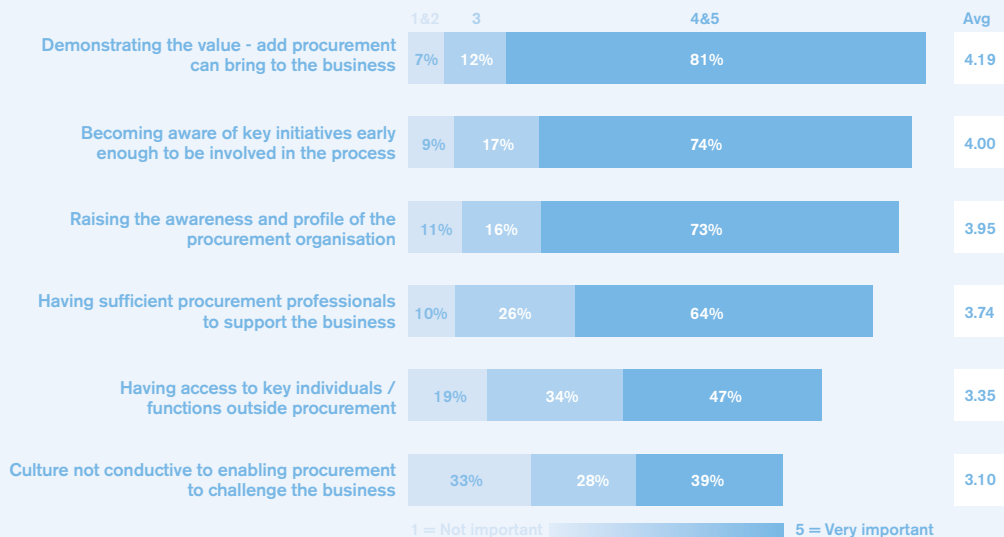 1&2 3 4&5 Avg
Demonstrating the value - add procurement
can bring to the business
7% 12% 81% 4.19
Becoming aware of key initiatives early
enough to be involved in the process
9% 17% 74% 4.00
Raising the awareness and profile of the
procurement organisation
11% 16% 73% 3.95
Having sufficient procurement professionals
to support the business
10% 26% 64% 3.74
Having access to key individuals /
functions outside procurement
19% 34% 47% 3.35
Culture not conductive to enabling procurement
to challenge the business
33% 28% 39% 3.10
1 = Not important 5 = Very important